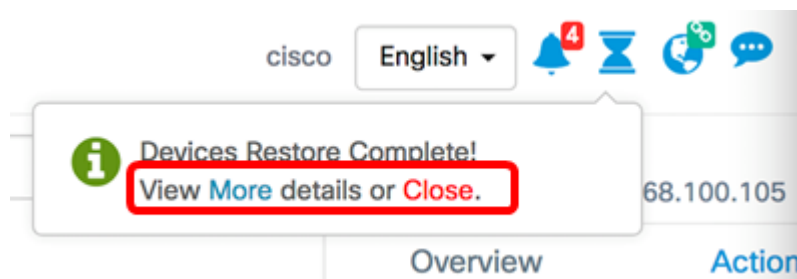 cisco English 4
Devices Restore Complete!
View More details or Close.
68.100.105
Overview Action